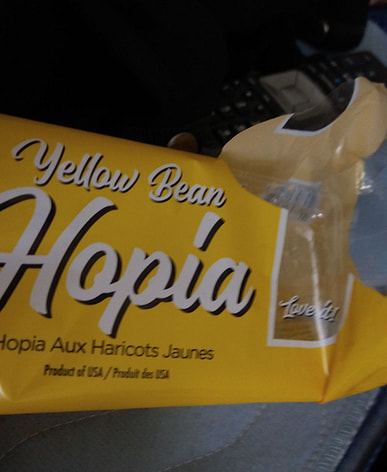 Yellow Bean
Hopia
Love it!
Hopia Aux Haricots Jaunes
Product of USA / Produit des USA